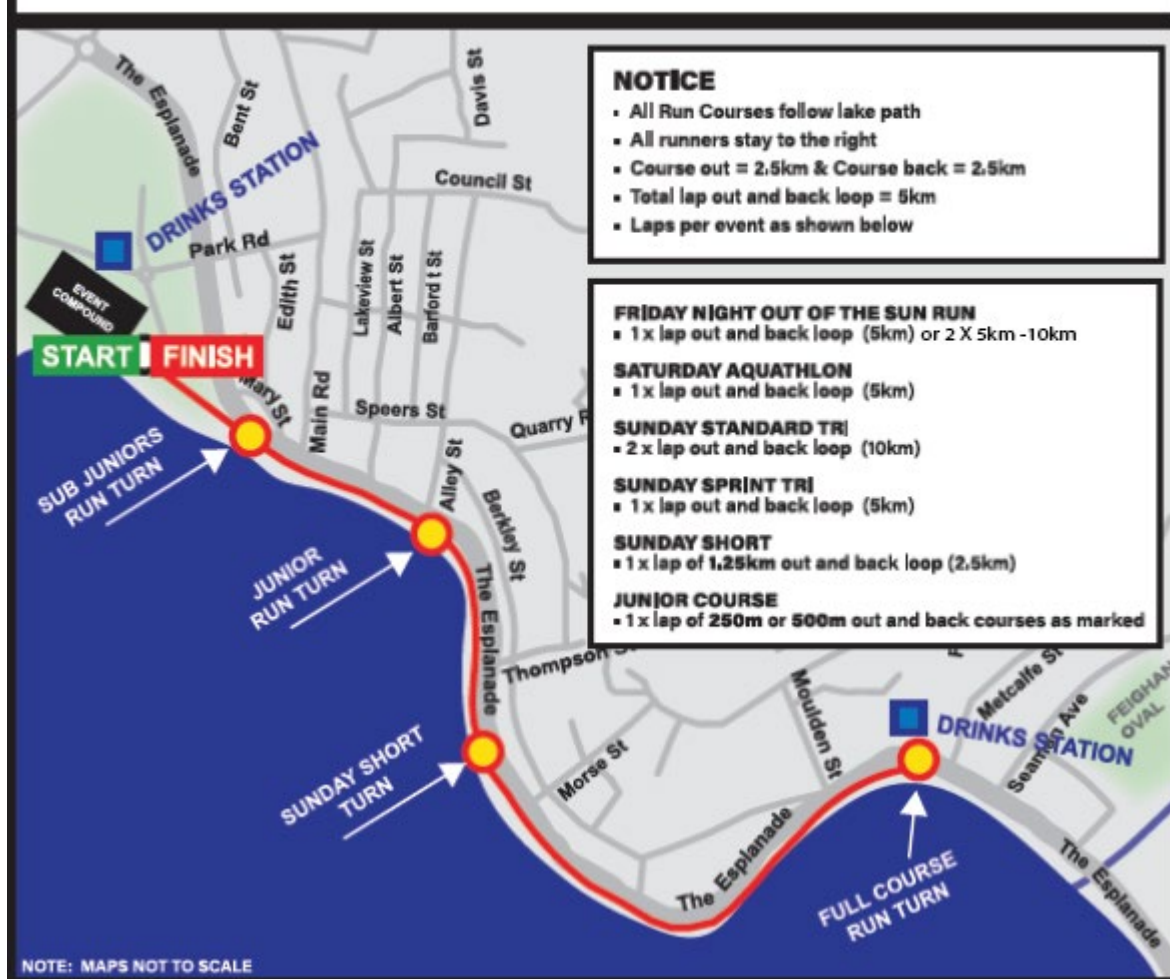 NOTICE
▪ All Run Courses follow lake path
▪ All runners stay to the right
▪ Course out = 2.5km & Course back = 2.5km
▪ Total lap out and back loop = 5km
▪ Laps per event as shown below
FRIDAY NIGHT OUT OF THE SUN RUN
▪ 1 x lap out and back loop (5km) or 2 X 5km -10km
SATURDAY AQUATHLON
▪ 1 x lap out and back loop (5km)
SUNDAY STANDARD TRI
▪ 2 x lap out and back loop (10km)
SUNDAY SPRINT TRI
▪ 1 x lap out and back loop (5km)
SUNDAY SHORT
▪ 1 x lap of 1.25km out and back loop (2.5km)
JUNIOR COURSE
▪ 1 x lap of 250m or 500m out and back courses as marked
The Esplanade
Bent St
Davis St
DRINKS STATION
Council St
Park Rd
EVENT
COMPOUND
Edith St
Lakeview St
Albert St
Barford t St
START
FINISH
Mary St
Main Rd
Speers St
Quarry
SUB JUNIORS
RUN TURN
Alley St
Berkley St
JUNIOR
RUN TURN
The Esplanade
Thompson
SUNDAY SHORT
TURN
Morse St
Moulden St
Metcalfe St
Seaman Ave
FEIGHAN
OVAL
DRINKS STATION
The Esplanade
FULL COURSE
RUN TURN
The Esplanade
NOTE: MAPS NOT TO SCALE